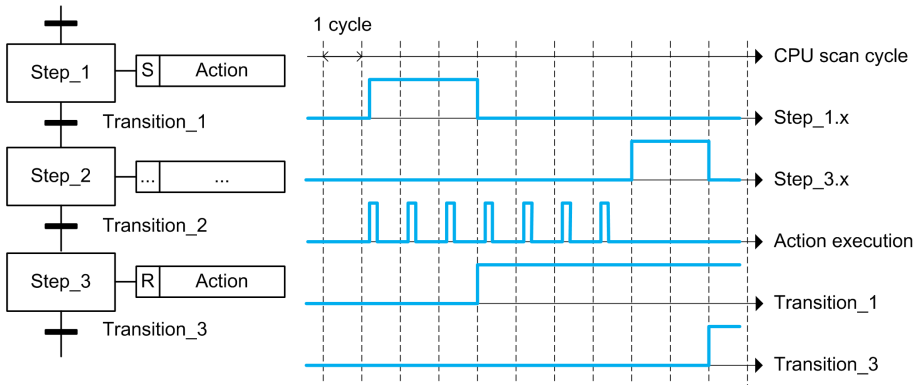 1 cycle
CPU scan cycle
Step_1
S
Action
Transition_1
Step_1.x
Step_2
...
...
Step_3.x
Transition_2
Action execution
Step_3
R
Action
Transition_1
Transition_3
Transition_3